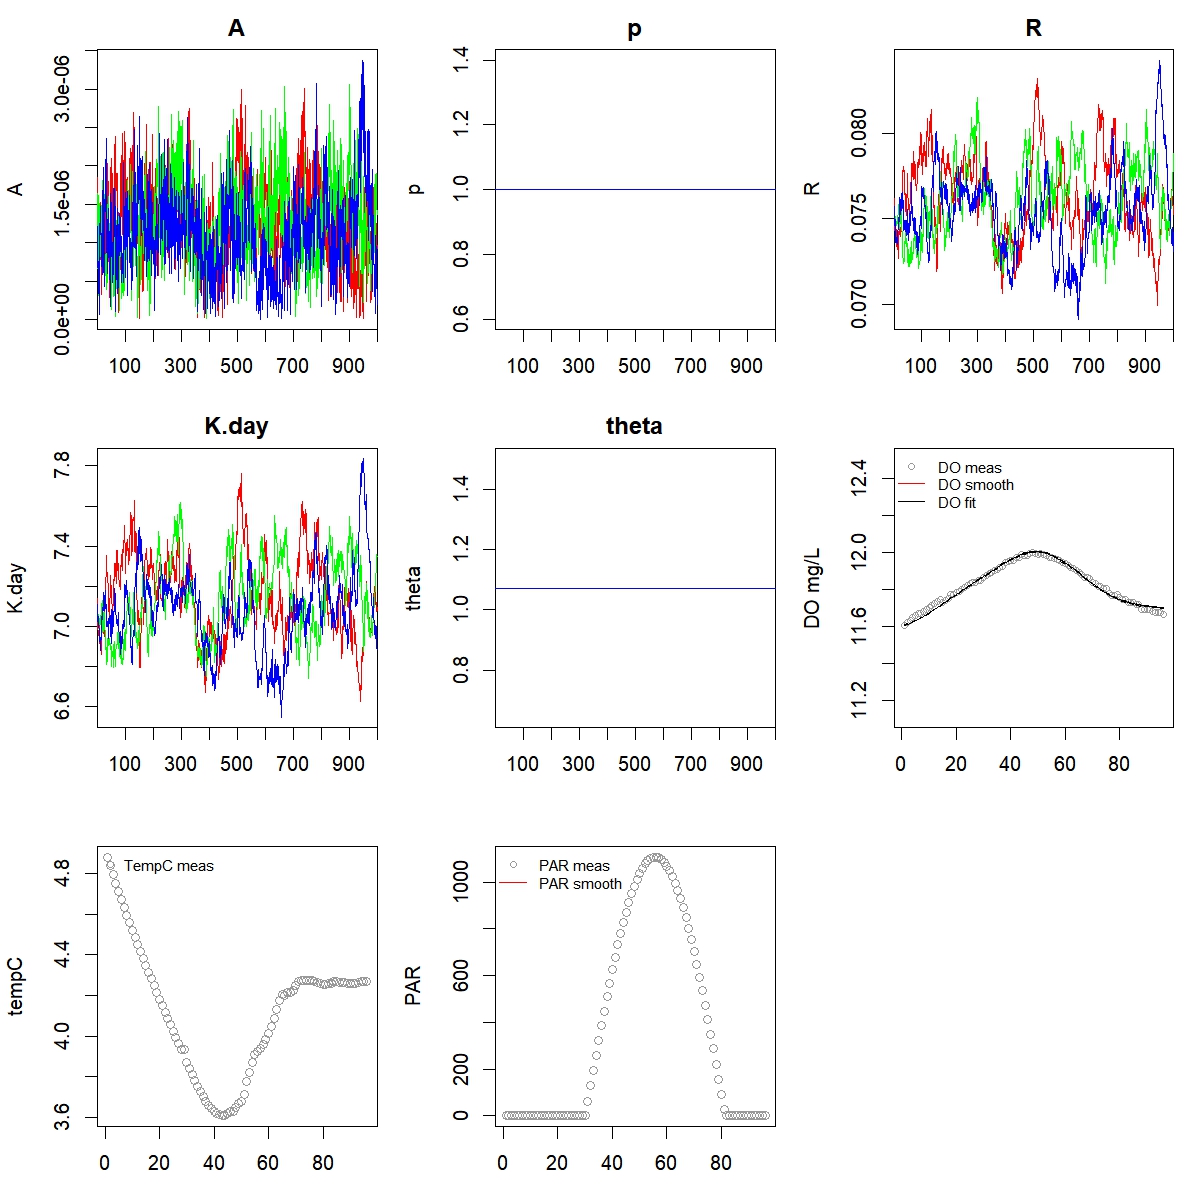 A
p
R
A
0.0e+00 1.5e-06 3.0e-06
100 300 500 700 900
p
0.6 0.8 1.0 1.2 1.4
100 300 500 700 900
R
0.070 0.075 0.080
100 300 500 700 900
K.day
theta
K.day
6.6 7.0 7.4 7.8
100 300 500 700 900
theta
0.8 1.0 1.2 1.4
100 300 500 700 900
DO mg/L
11.2 11.6 12.0 12.4
DO meas
DO smooth
DO fit
0 20 40 60 80
tempC
3.6 4.0 4.4 4.8
TempC meas
0 20 40 60 80
PAR
0 200 600 1000
PAR meas
PAR smooth
0 20 40 60 80